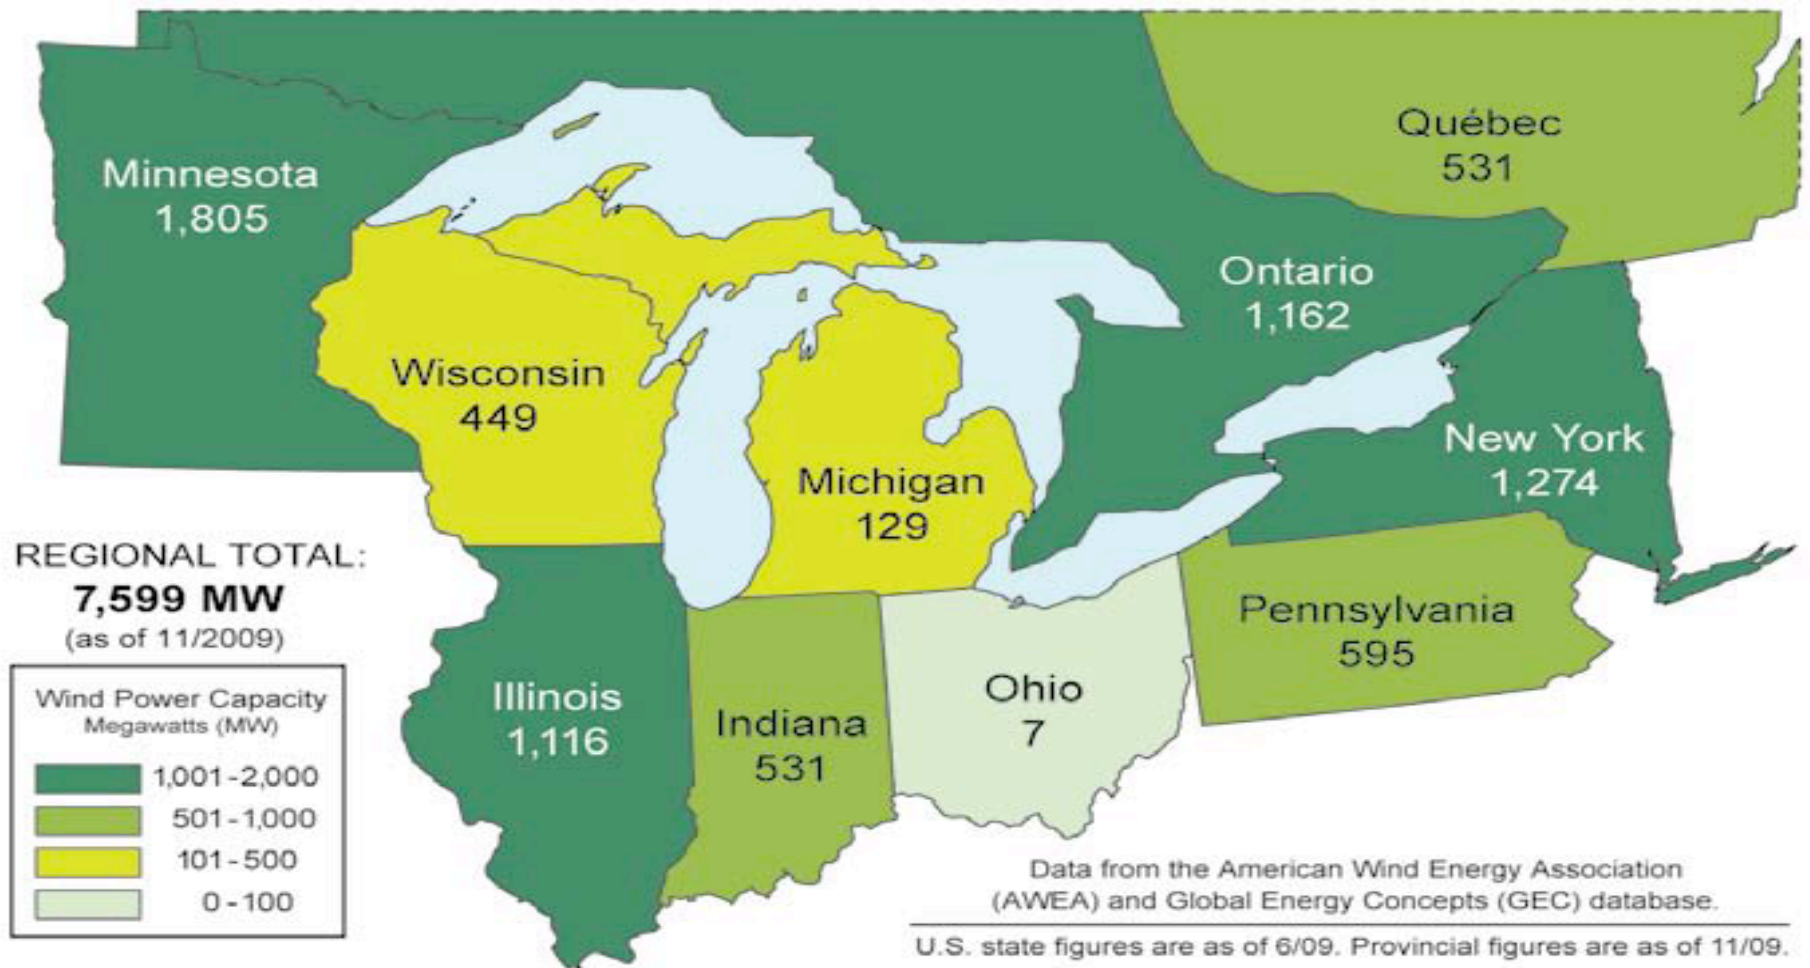 Minnesota
1,805
Québec
531
Ontario
1,162
Wisconsin
449
New York
1,274
Michigan
129
Pennsylvania
595
Illinois
1,116
Indiana
531
Ohio
7
REGIONAL TOTAL:
7,599 MW
(as of 11/2009)
Wind Power Capacity
Megawatts (MW)
1,001-2,000
501-1,000
101-500
0-100
Data from the American Wind Energy Association
(AWEA) and Global Energy Concepts (GEC) database.
U.S. state figures are as of 6/09. Provincial figures are as of 11/09.